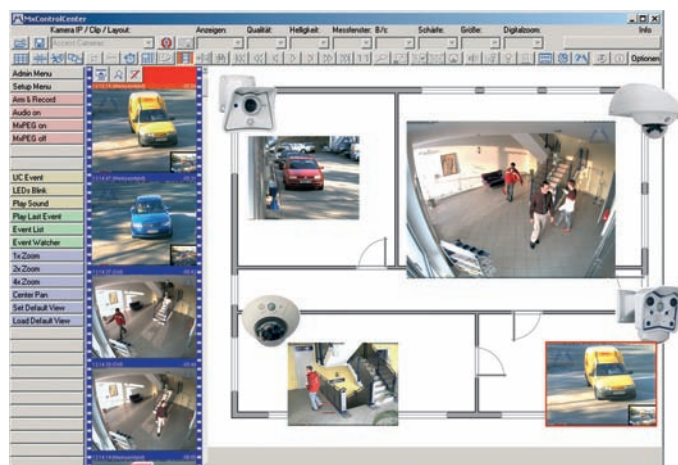 MxControlCenter
Kamera IP / Clip / Layout: Anzeigen: Qualität: Helligkeit: Messfenster: B/s: Schärfe: Größe: Digitalzoom: Info
Accent Cameras
Optionen
Admin Menu
Setup Menu
Arm & Record
Audio on
MxPEG on
MxPEG off
UC Event
LEDs Blink
Play Sound
Play Last Event
Event List
Event Watcher
1x Zoom
2x Zoom
4x Zoom
Center Pan
Set Default View
Load Default View